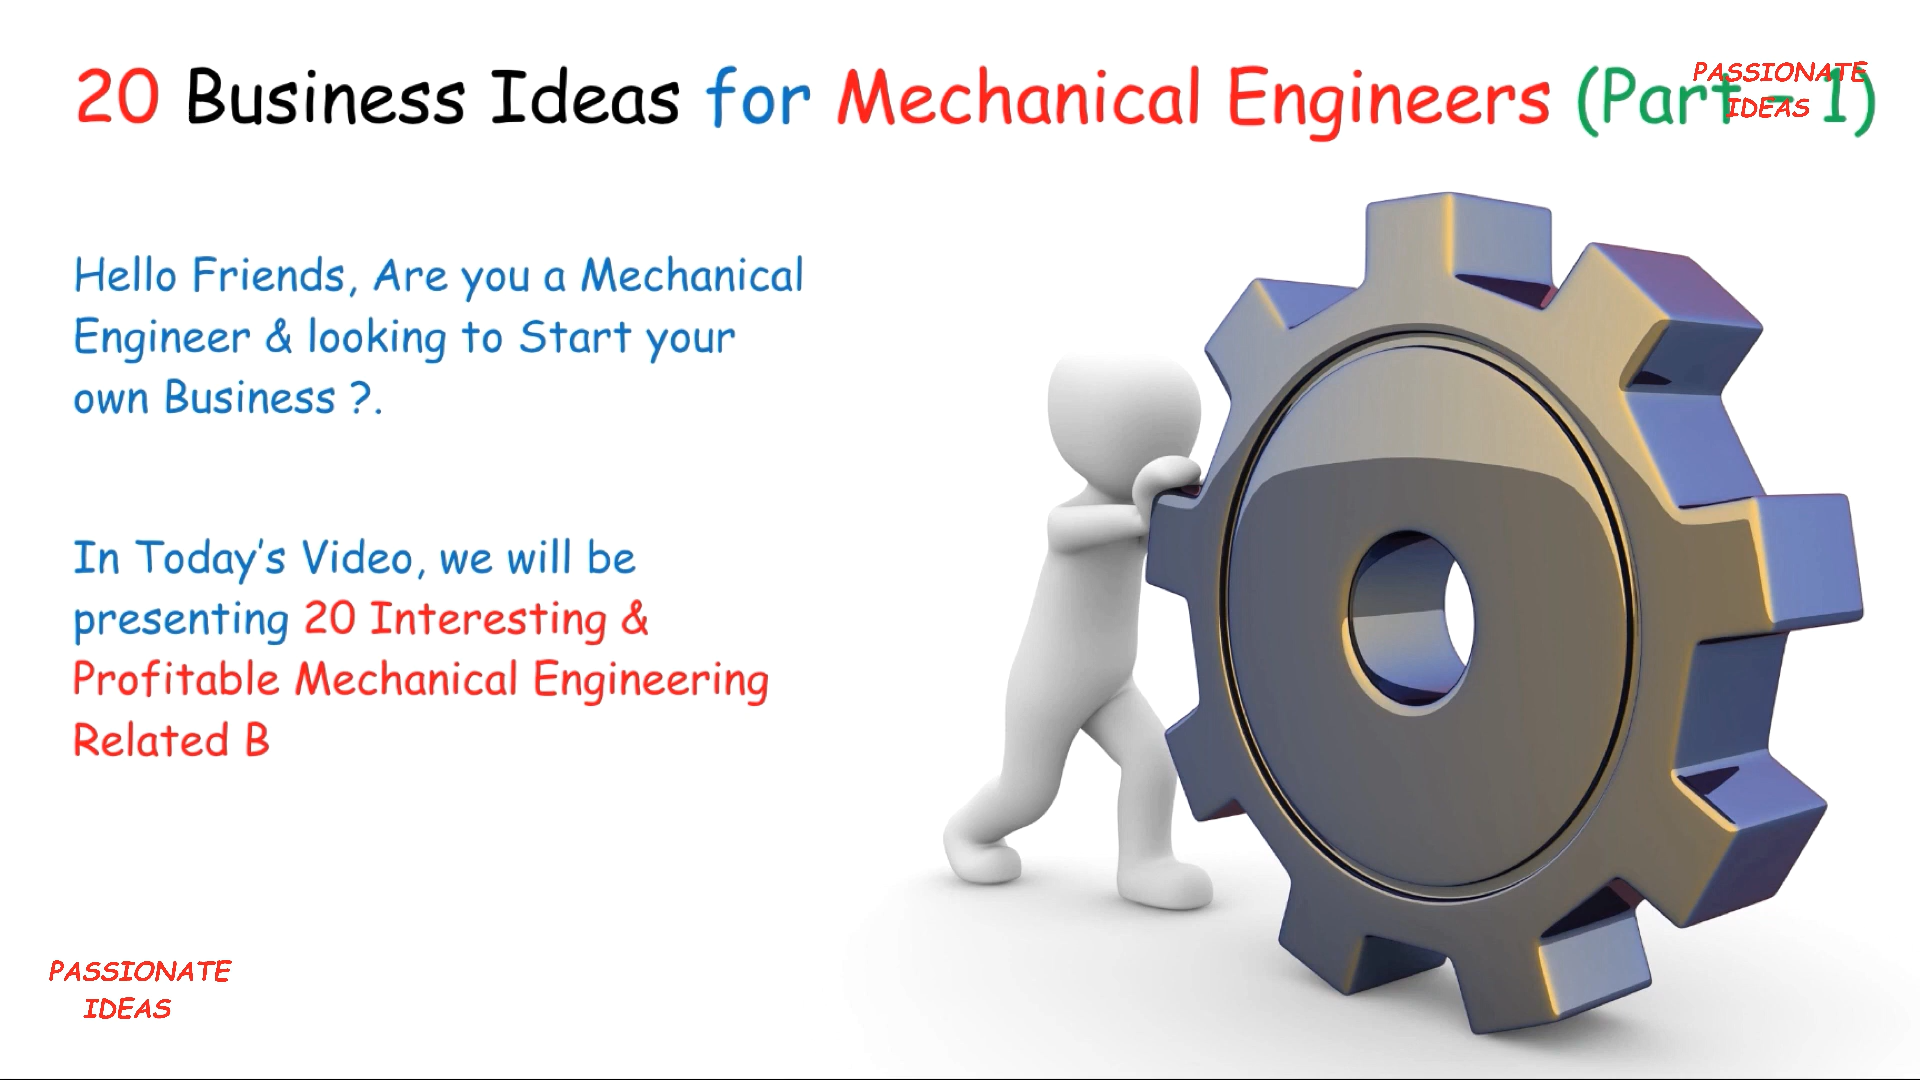 20 Business Ideas for Mechanical Engineers (Part - 1)
PASSIONATE
IDEAS
Hello Friends, Are you a Mechanical
Engineer & looking to Start your
own Business ?.
In Today's Video, we will be
presenting 20 Interesting &
Profitable Mechanical Engineering
Related B
PASSIONATE
IDEAS